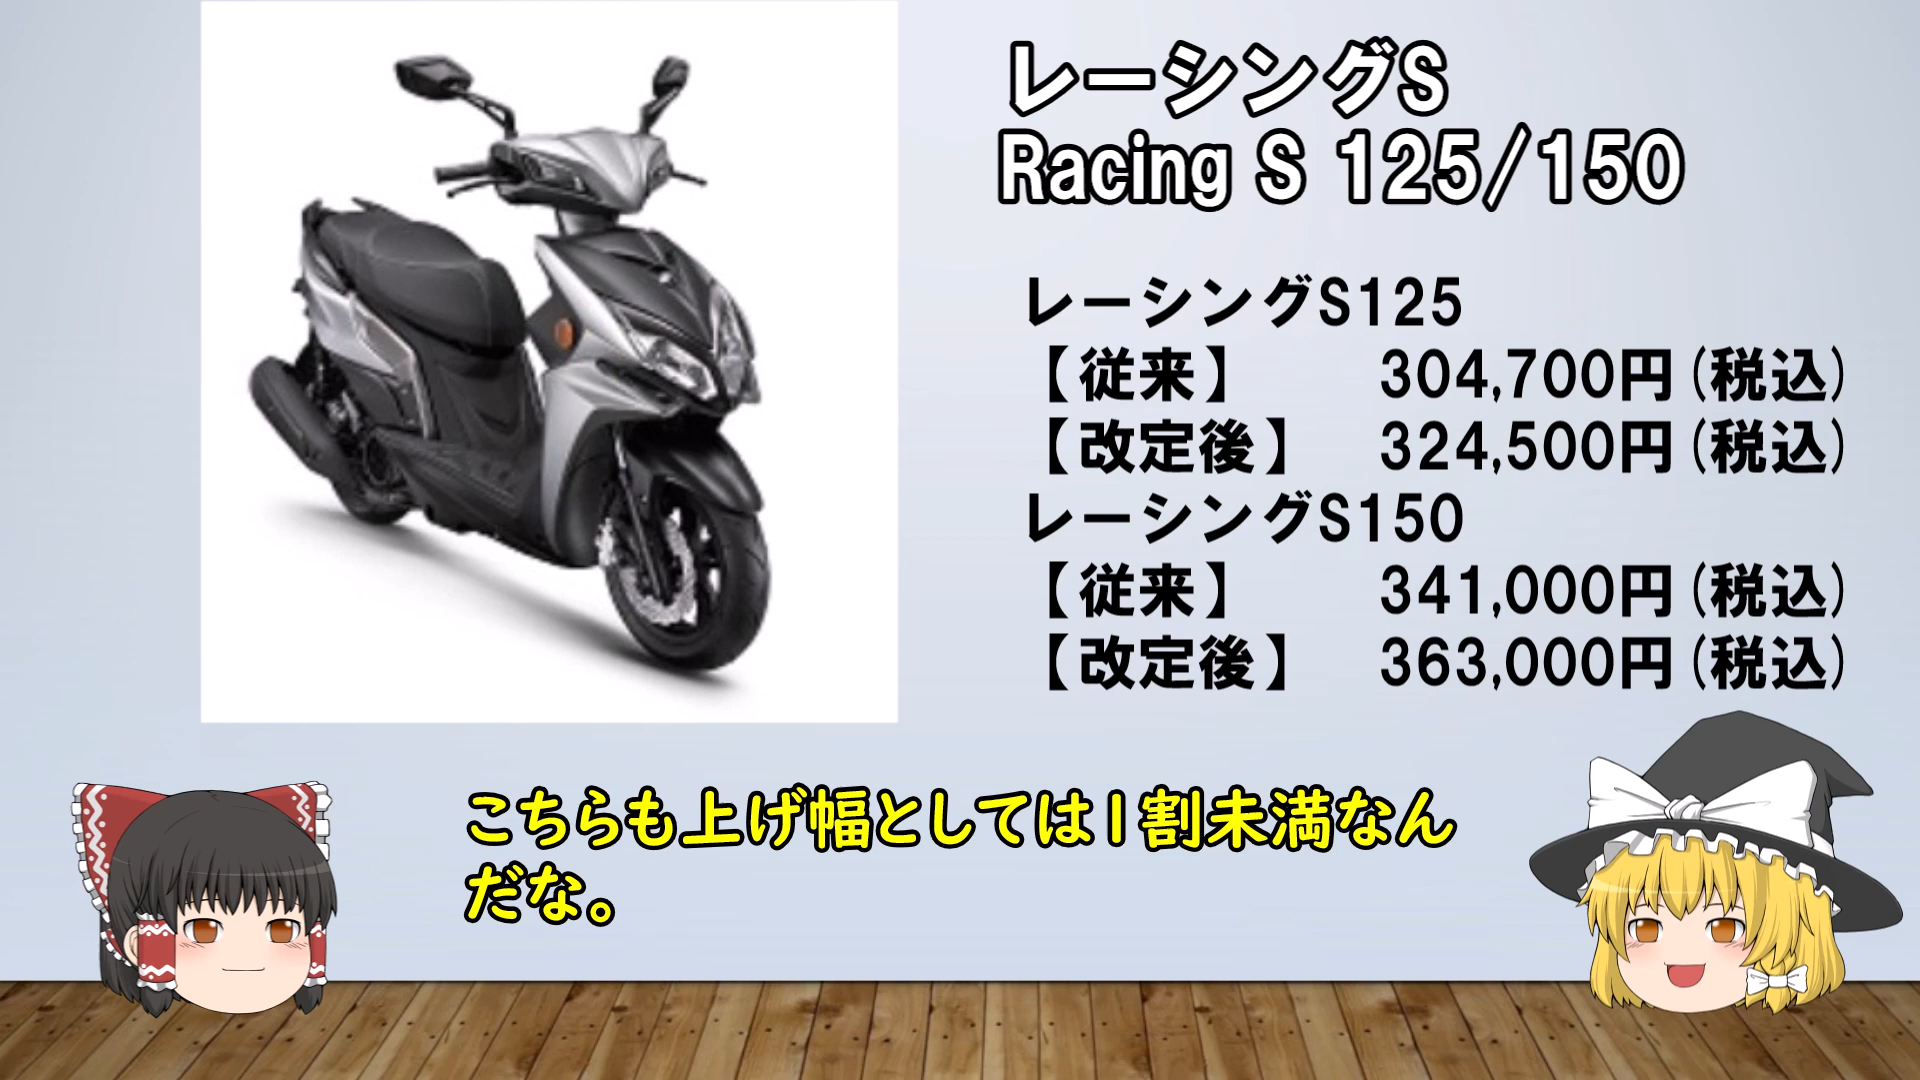 レーシングS
Racing S 125/150
レーシングS125
【従来】 304,700円(税込)
【改定後】 324,500円(税込)
レーシングS150
【従来】 341,000円(税込)
【改定後】 363,000円(税込)
こちらも上げ幅としては1割未満なん
だな。